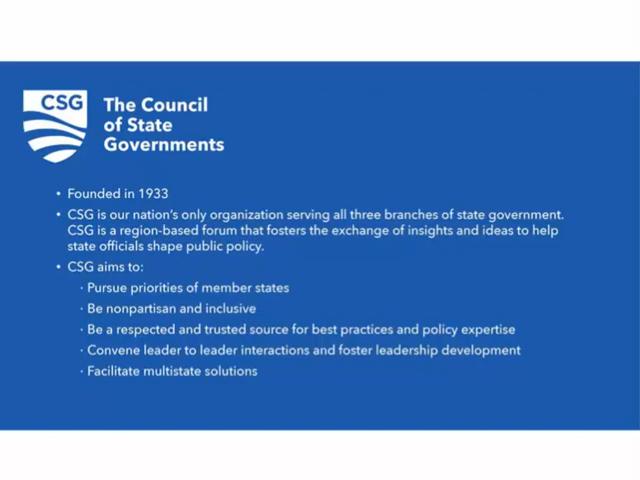 CSG
The Council
of State
Governments
• Founded in 1933
• CSG is our nation's only organization serving all three branches of state government.
CSG is a region-based forum that fosters the exchange of insights and ideas to help
state officials shape public policy.
• CSG aims to:
· Pursue priorities of member states
· Be nonpartisan and inclusive
· Be a respected and trusted source for best practices and policy expertise
· Convene leader to leader interactions and foster leadership development
· Facilitate multistate solutions